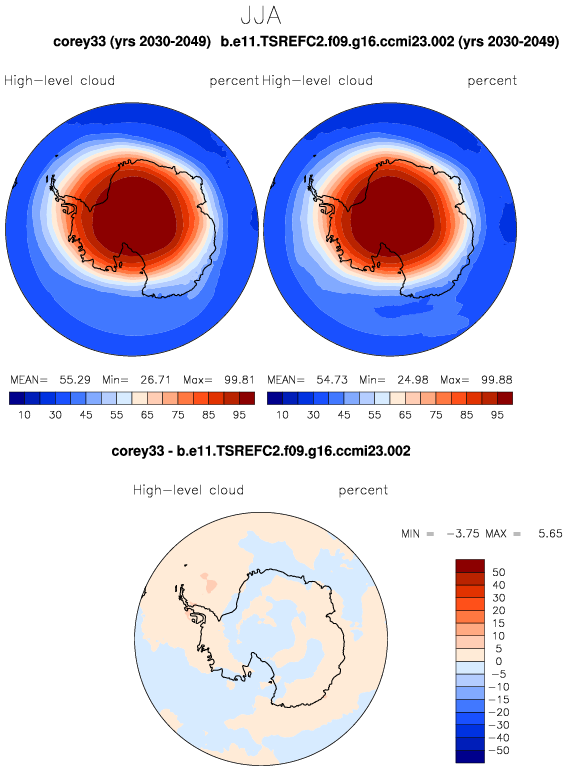 JJA
corey33 (yrs 2030-2049) b.e11.TSREFC2.f09.g16.ccmi23.002 (yrs 2030-2049)
High-level cloud percent High-level cloud percent
MEAN= 55.29 Min= 26.71 Max= 99.81 MEAN= 54.73 Min= 24.98 Max= 99.88
10 30 45 55 65 75 85 95 10 30 45 55 65 75 85 95
corey33 - b.e11.TSREFC2.f09.g16.ccmi23.002
High-level cloud percent
MIN = -3.75 MAX = 5.65
50
40
30
20
15
10
5
0
-5
-10
-15
-20
-30
-40
-50